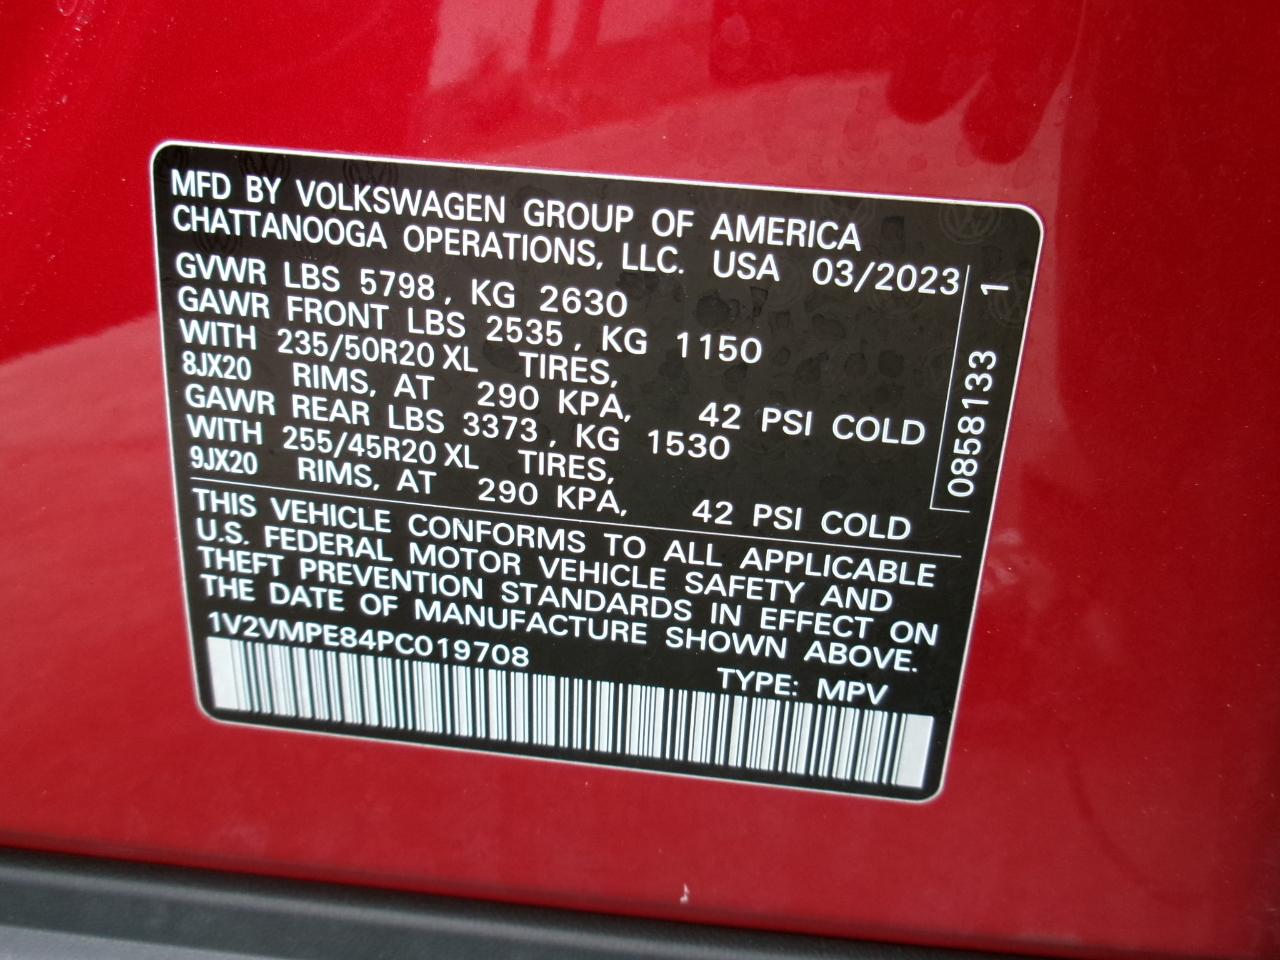 MFD BY VOLKSWAGEN GROUP OF AMERICA
CHATTANOOGA OPERATIONS, LLC. USA 03/2023
GVWR LBS 5798, KG 2630
GAWR FRONT LBS 2535, KG 1150
WITH 235/50R20 XL TIRES,
8JX20 RIMS, AT 290 KPA, 42 PSI COLD
GAWR REAR LBS 3373, KG 1530
WITH 255/45R20 XL TIRES,
9JX20 RIMS, AT 290 KPA, 42 PSI COLD
0858133 1
THIS VEHICLE CONFORMS TO ALL APPLICABLE
U.S. FEDERAL MOTOR VEHICLE SAFETY AND
THEFT PREVENTION STANDARDS IN EFFECT ON
THE DATE OF MANUFACTURE SHOWN ABOVE.
1V2VMPE84PC019708
TYPE: MPV